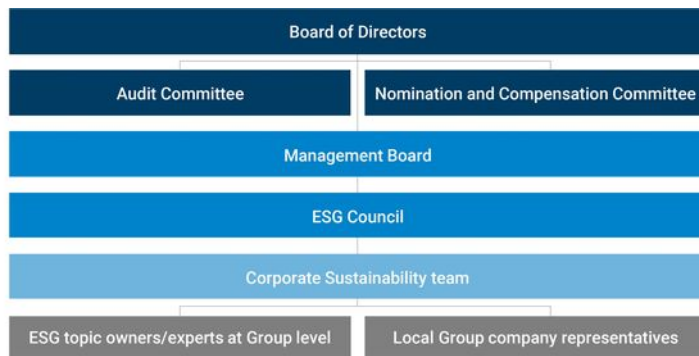 Board of Directors
Audit Committee
Nomination and Compensation Committee
Management Board
ESG Council
Corporate Sustainability team
ESG topic owners/experts at Group level
Local Group company representatives